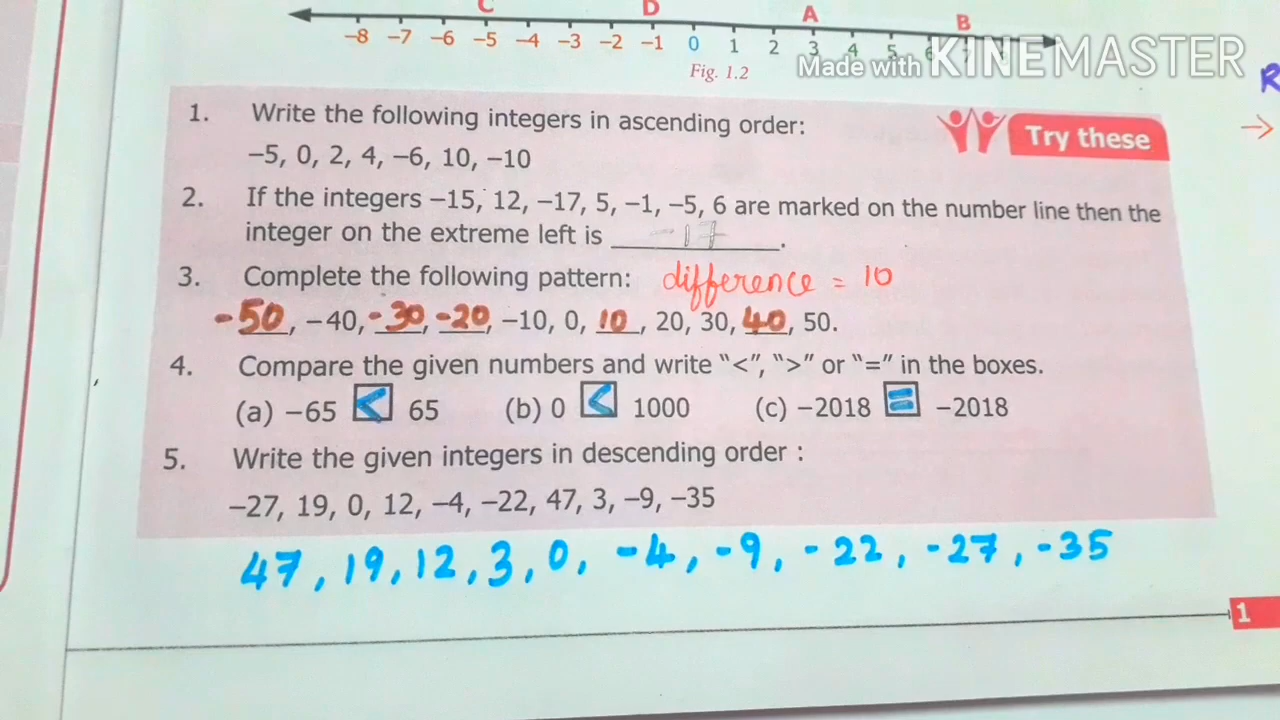 C D A B
−8 −7 −6 −5 −4 −3 −2 −1 0 1 2 3 4 5 6
Fig. 1.2
Made with KINEMASTER
R
→
Try these
1. Write the following integers in ascending order:
−5, 0, 2, 4, −6, 10, −10
2. If the integers −15, 12, −17, 5, −1, −5, 6 are marked on the number line then the
integer on the extreme left is −17.
3. Complete the following pattern: difference = 10
-50, −40, -30, -20, −10, 0, 10, 20, 30, 40, 50.
4. Compare the given numbers and write “<”, “>” or “=” in the boxes.
(a) −65 < 65 (b) 0 < 1000 (c) −2018 = −2018
5. Write the given integers in descending order :
−27, 19, 0, 12, −4, −22, 47, 3, −9, −35
47, 19, 12, 3, 0, -4, -9, -22, -27, -35
1